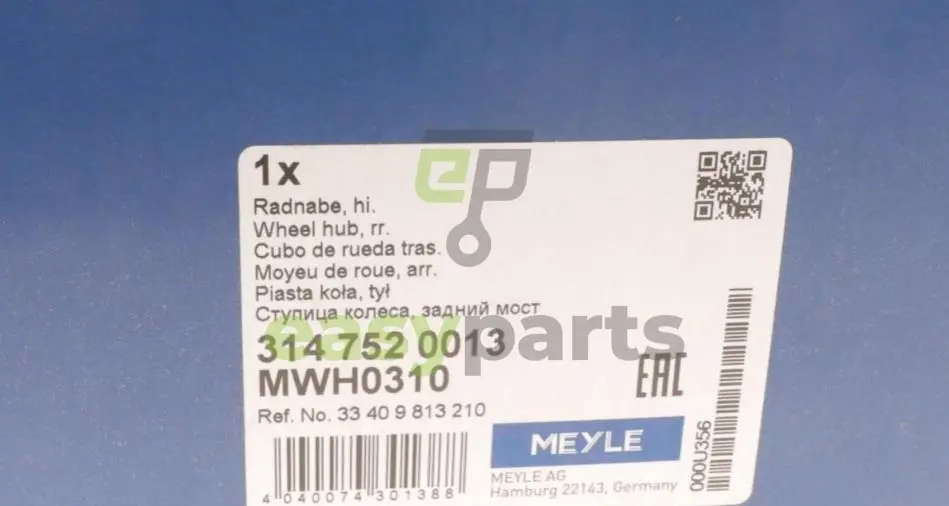 1x
Radnabe, hi.
Wheel hub, rr.
Cubo de rueda tras.
Moyeu de roue, arr.
Piasta koła, tył
Ступица колеса, задний мост
314 752 0013
MWH0310
Ref. No. 33 40 9 813 210
4 040074 301388
EAC
MEYLE
MEYLE AG
Hamburg 22143, Germany
000U356
ep
easyparts